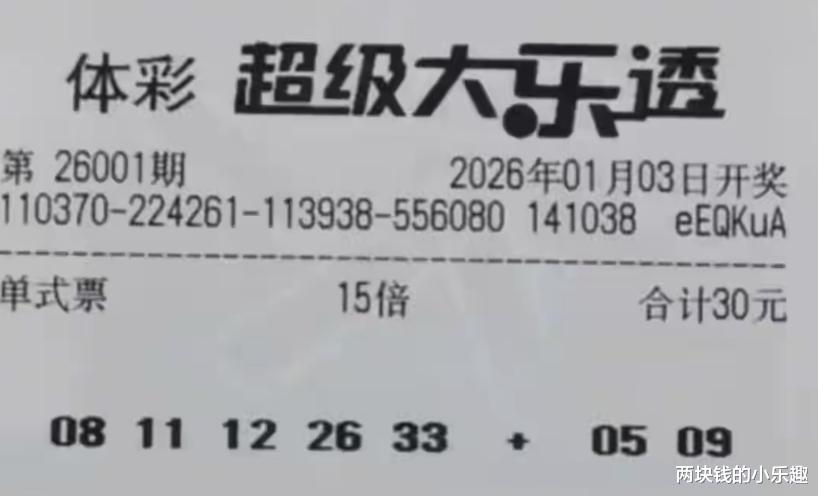 体彩 超级大乐透
第 26001期 2026年01月03日开奖
110370-224261-113938-556080 141038 eEQKuA
单式票 15倍 合计30元
08 11 12 26 33 + 05 09
两块钱的小乐趣